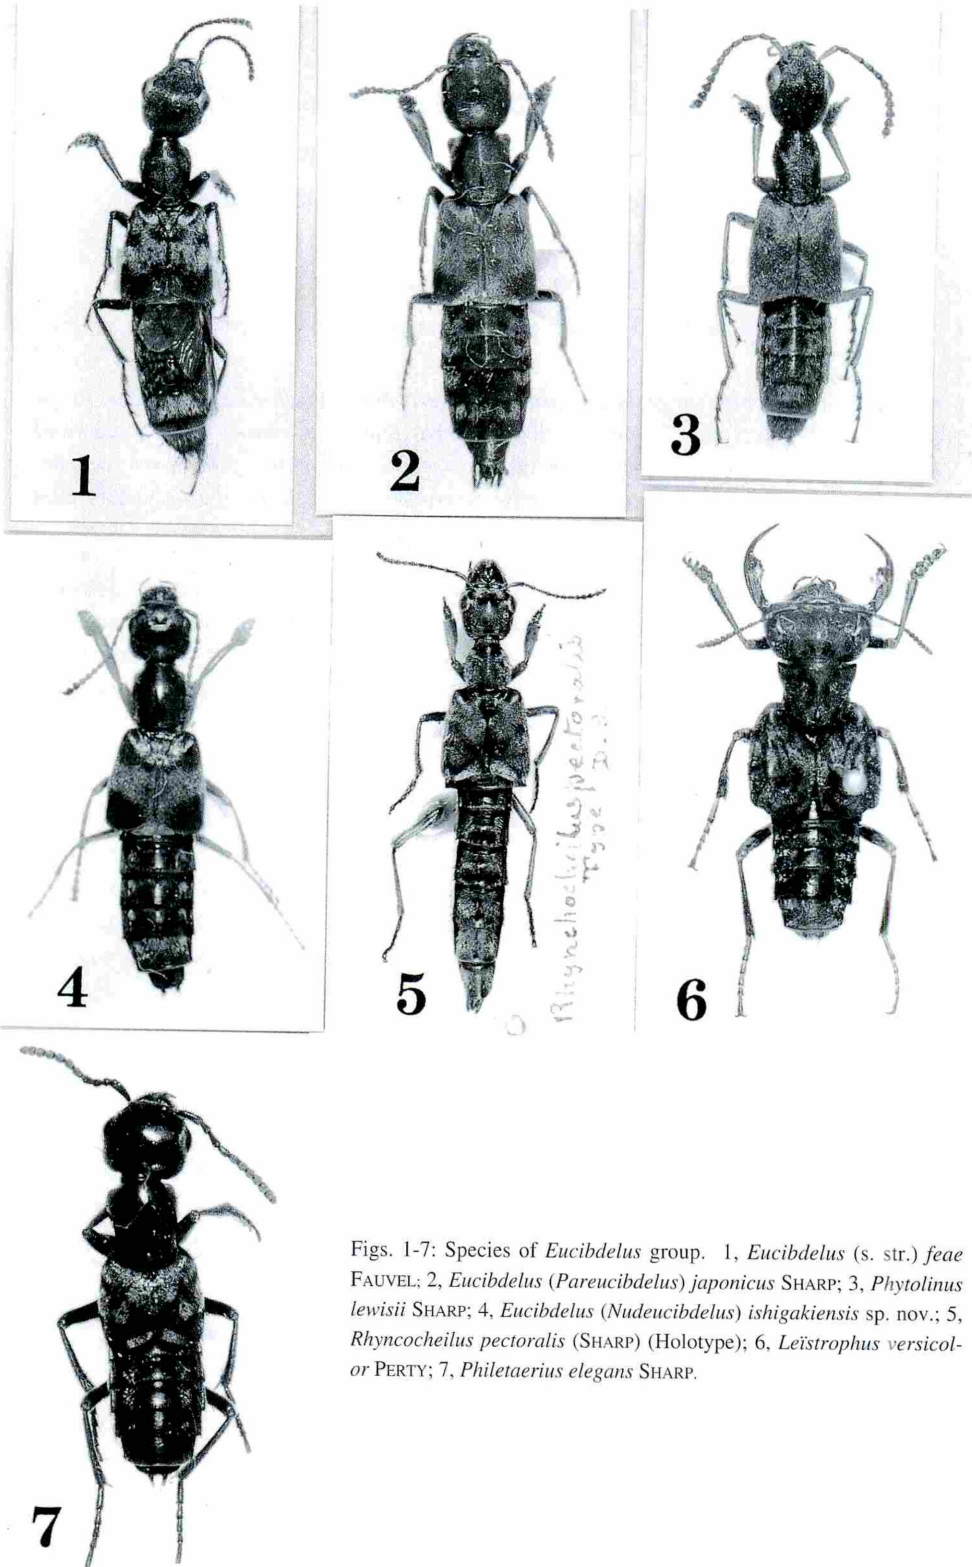 1
2
3
4
5
Rhyncheocheilus pectoralis
Type D.S
6
7
Figs. 1-7: Species of Eucibdelus group. 1, Eucibdelus (s. str.) feae
FAUVEL; 2, Eucibdelus (Pareucibdelus) japonicus SHARP; 3, Phytolinus
lewisii SHARP; 4, Eucibdelus (Nudeucibdelus) ishigakiensis sp. nov.; 5,
Rhyncocheilus pectoralis (SHARP) (Holotype); 6, Leïstrophus versicol-
or PERTY; 7, Philetaerius elegans SHARP.